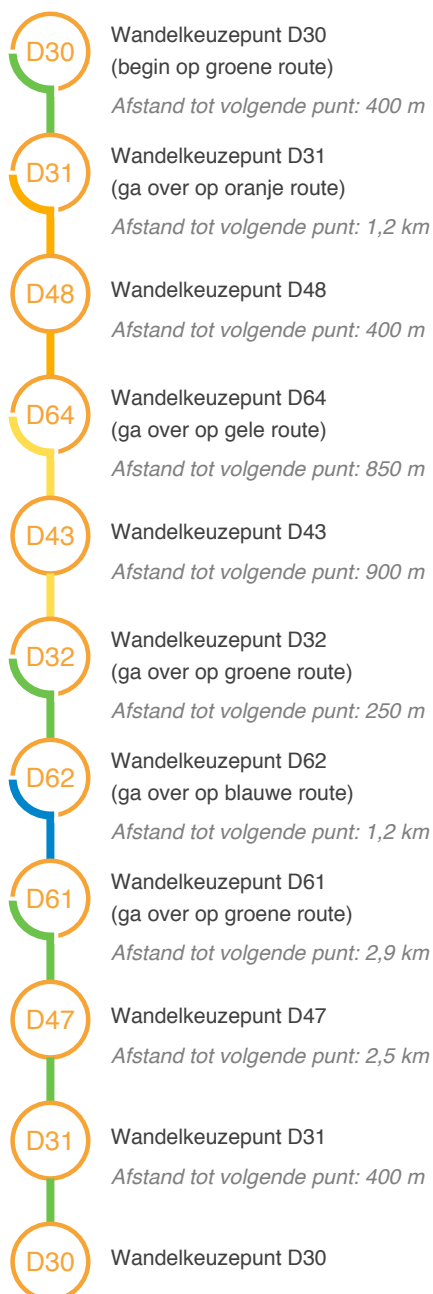 D30
Wandelkeuzepunt D30
(begin op groene route)
Afstand tot volgende punt: 400 m
D31
Wandelkeuzepunt D31
(ga over op oranje route)
Afstand tot volgende punt: 1,2 km
D48
Wandelkeuzepunt D48
Afstand tot volgende punt: 400 m
D64
Wandelkeuzepunt D64
(ga over op gele route)
Afstand tot volgende punt: 850 m
D43
Wandelkeuzepunt D43
Afstand tot volgende punt: 900 m
D32
Wandelkeuzepunt D32
(ga over op groene route)
Afstand tot volgende punt: 250 m
D62
Wandelkeuzepunt D62
(ga over op blauwe route)
Afstand tot volgende punt: 1,2 km
D61
Wandelkeuzepunt D61
(ga over op groene route)
Afstand tot volgende punt: 2,9 km
D47
Wandelkeuzepunt D47
Afstand tot volgende punt: 2,5 km
D31
Wandelkeuzepunt D31
Afstand tot volgende punt: 400 m
D30
Wandelkeuzepunt D30